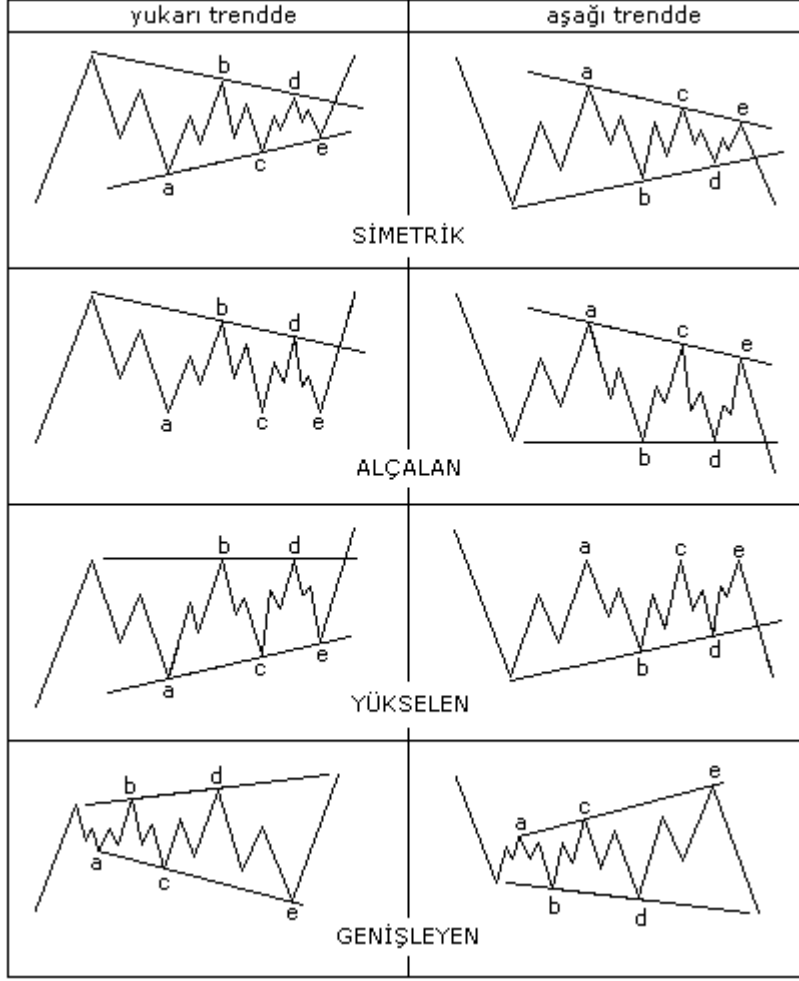 yukarı trendde aşağı trendde
b d a c e
a c e b d
SİMETRİK
b d a c e
a c e b d
ALÇALAN
b d a c e
a c e b d
YÜKSELEN
b d a c e
a c e b d
GENİŞLEYEN